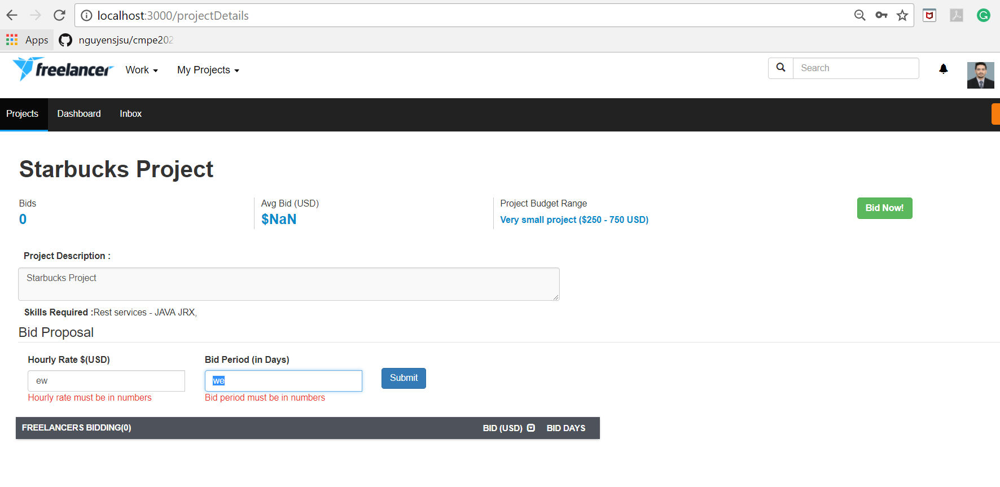 localhost:3000/projectDetails
Apps nguyensjsu/cmpe202
freelancer Work My Projects Search
Projects Dashboard Inbox
Starbucks Project
Bids Avg Bid (USD) Project Budget Range
0 $NaN Very small project ($250 - 750 USD) Bid Now!
Project Description :
Starbucks Project
Skills Required :Rest services - JAVA JRX,
Bid Proposal
Hourly Rate $(USD) Bid Period (in Days)
ew we Submit
Hourly rate must be in numbers Bid period must be in numbers
FREELANCERS BIDDING(0) BID (USD) BID DAYS